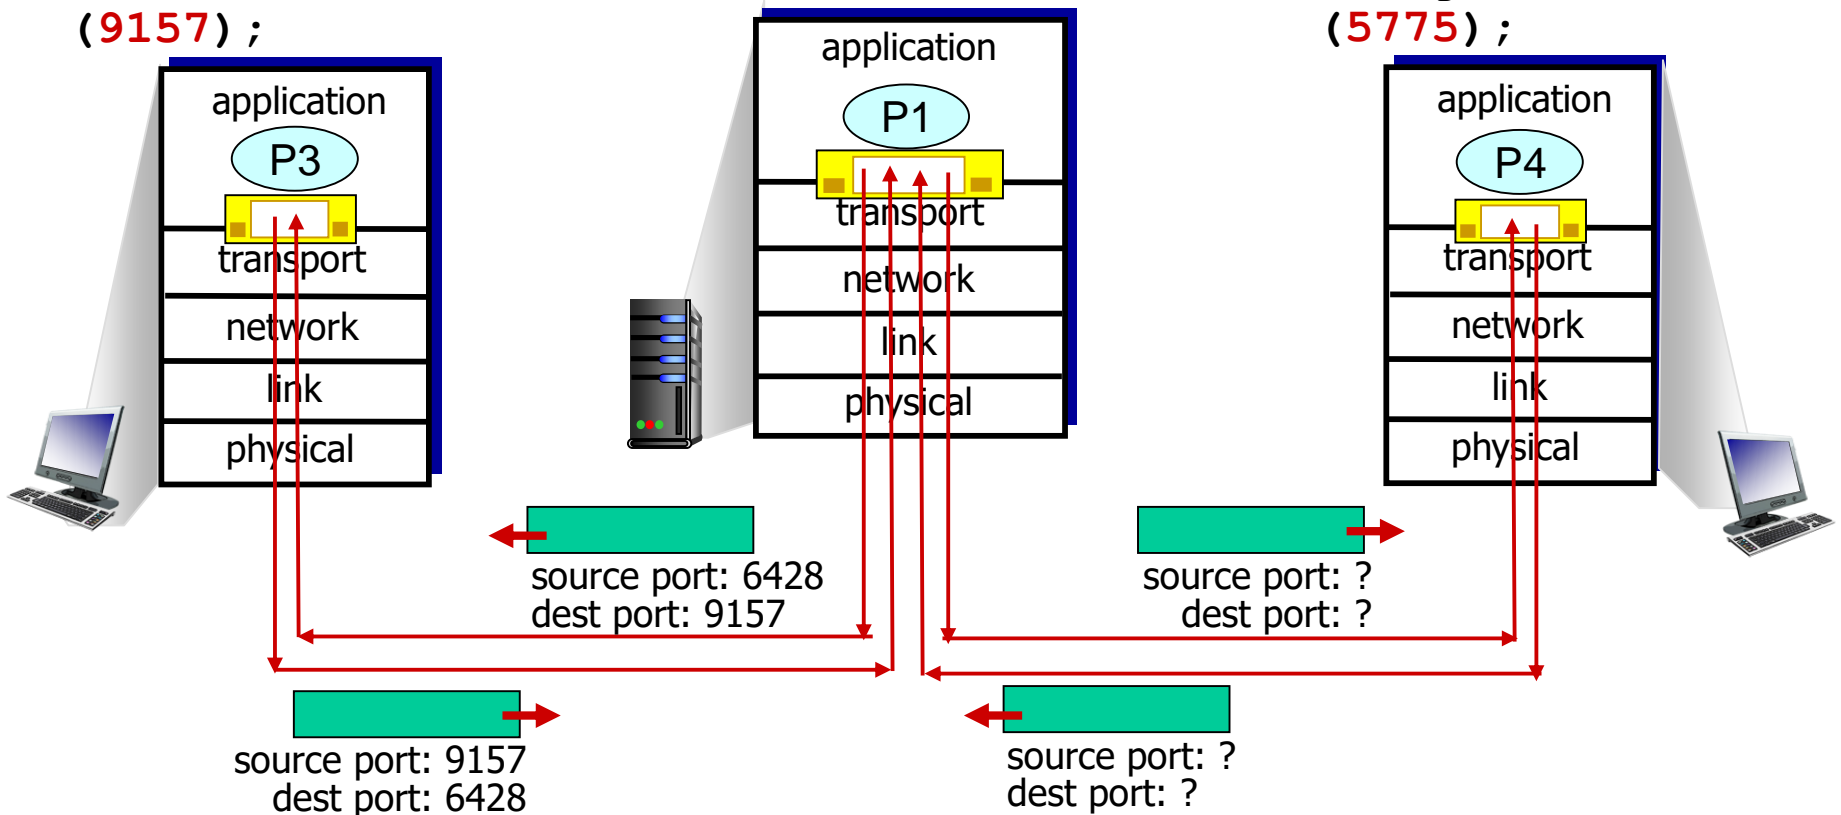 (9157);
application
P3
transport
network
link
physical
application
P1
transport
network
link
physical
(5775);
application
P4
transport
network
link
physical
source port: 6428
dest port: 9157
source port: ?
dest port: ?
source port: 9157
dest port: 6428
source port: ?
dest port: ?